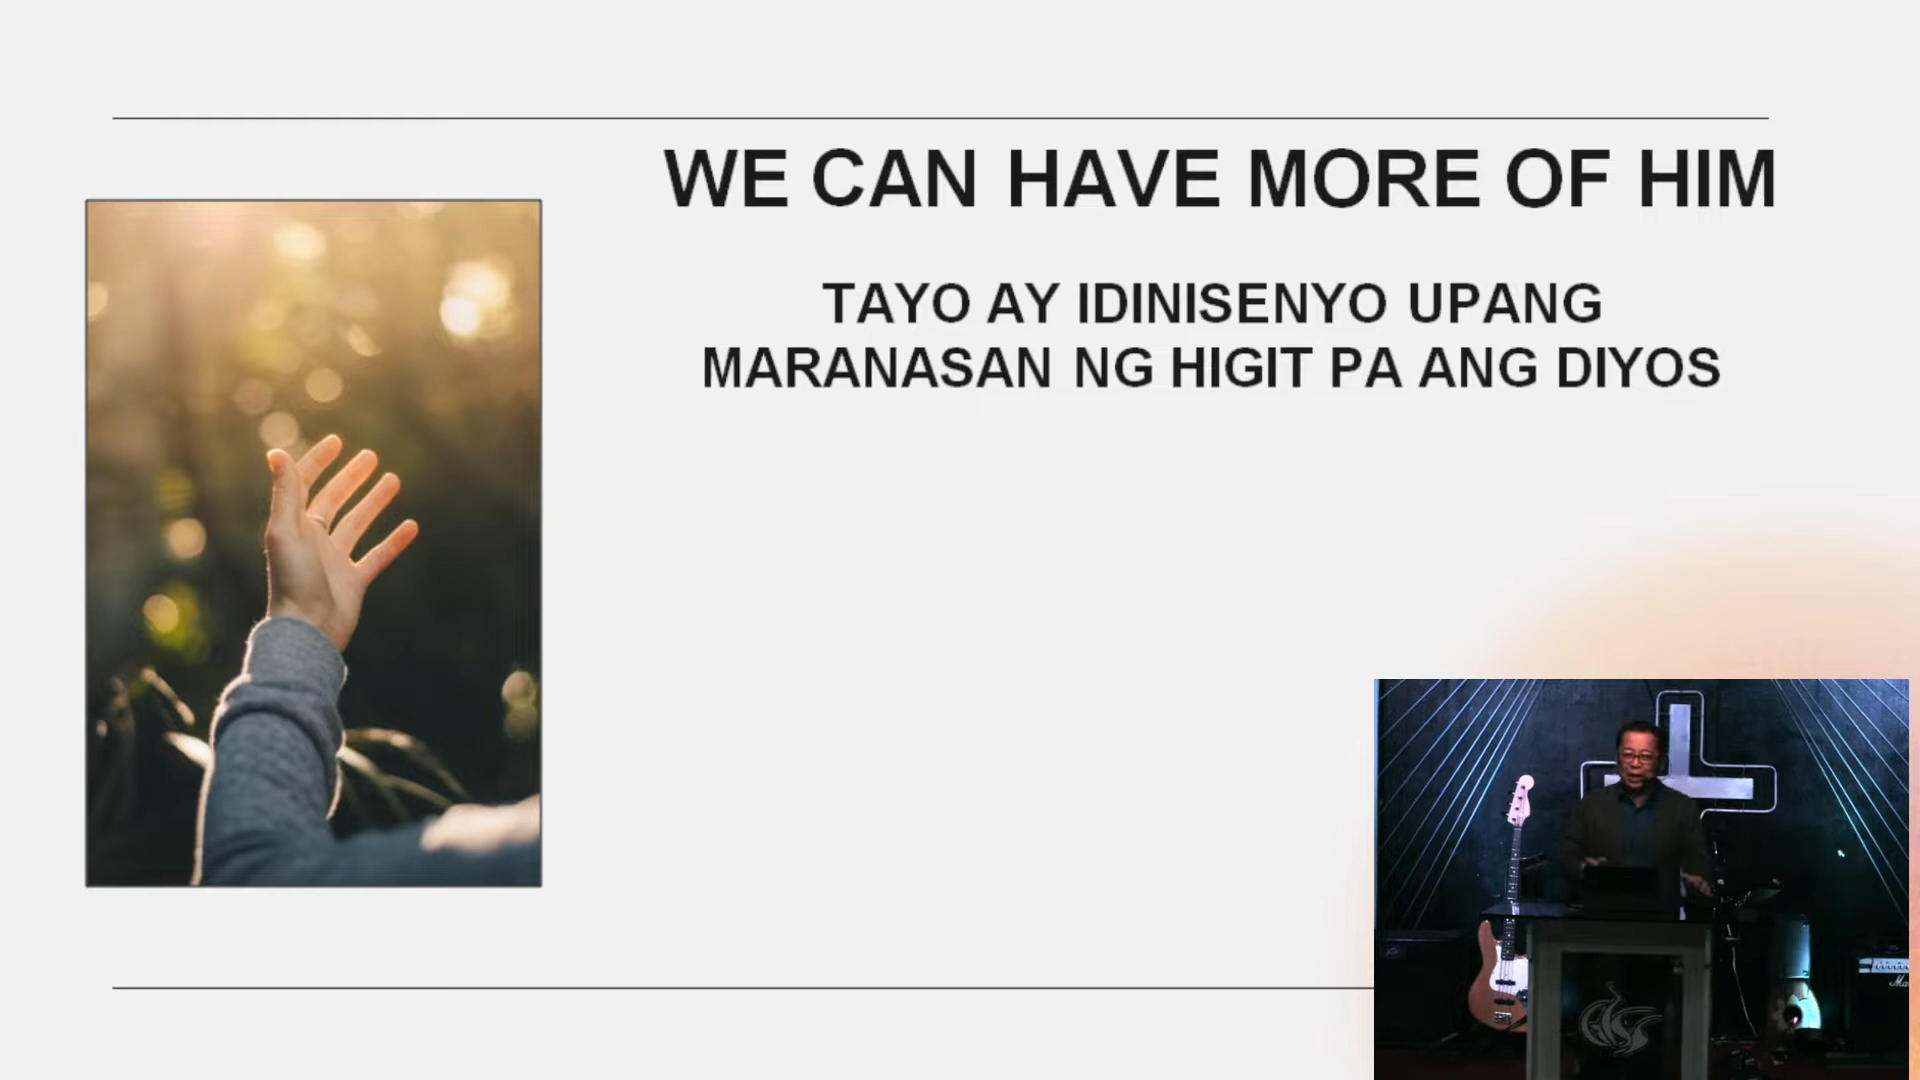 WE CAN HAVE MORE OF HIM
TAYO AY IDINISENYO UPANG
MARANASAN NG HIGIT PA ANG DIYOS